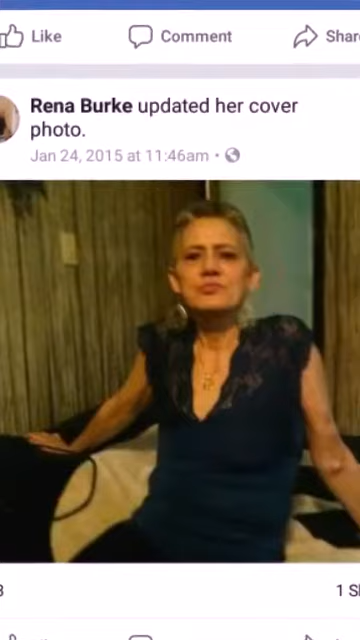 Like Comment Share
Rena Burke updated her cover
photo.
Jan 24, 2015 at 11:46am ·